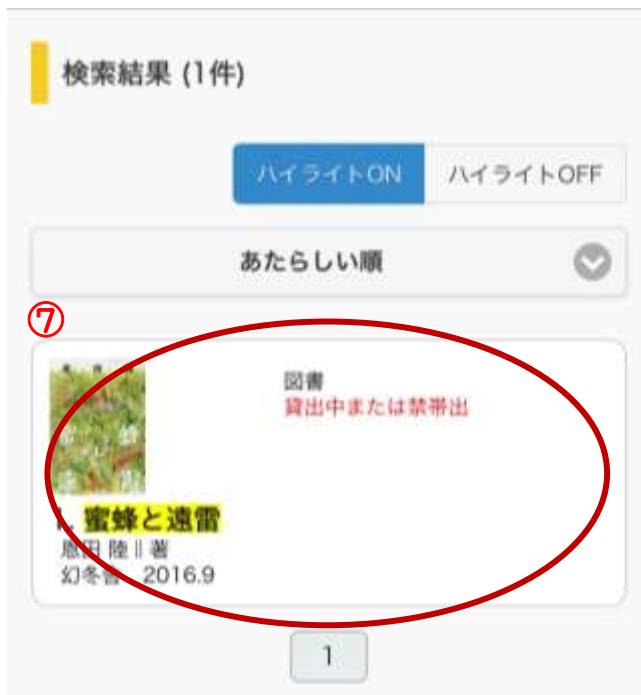 検索結果 (1件)
ハイライトON ハイライトOFF
あたらしい順
⑦
図書
貸出中または禁帯出
1. 蜜蜂と遠雷
恩田 陸∥著
幻冬舎 2016.9
1